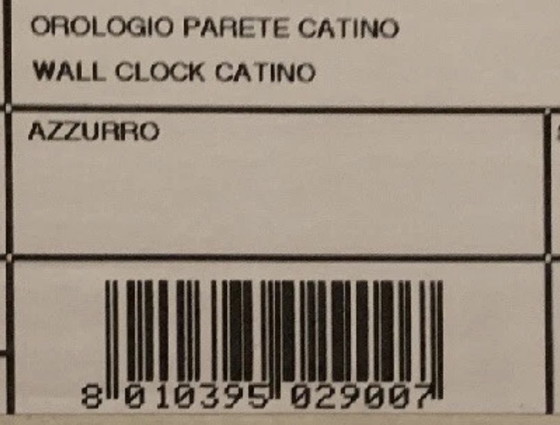 OROLOGIO PARETE CATINO
WALL CLOCK CATINO
AZZURRO
8 010395 029007